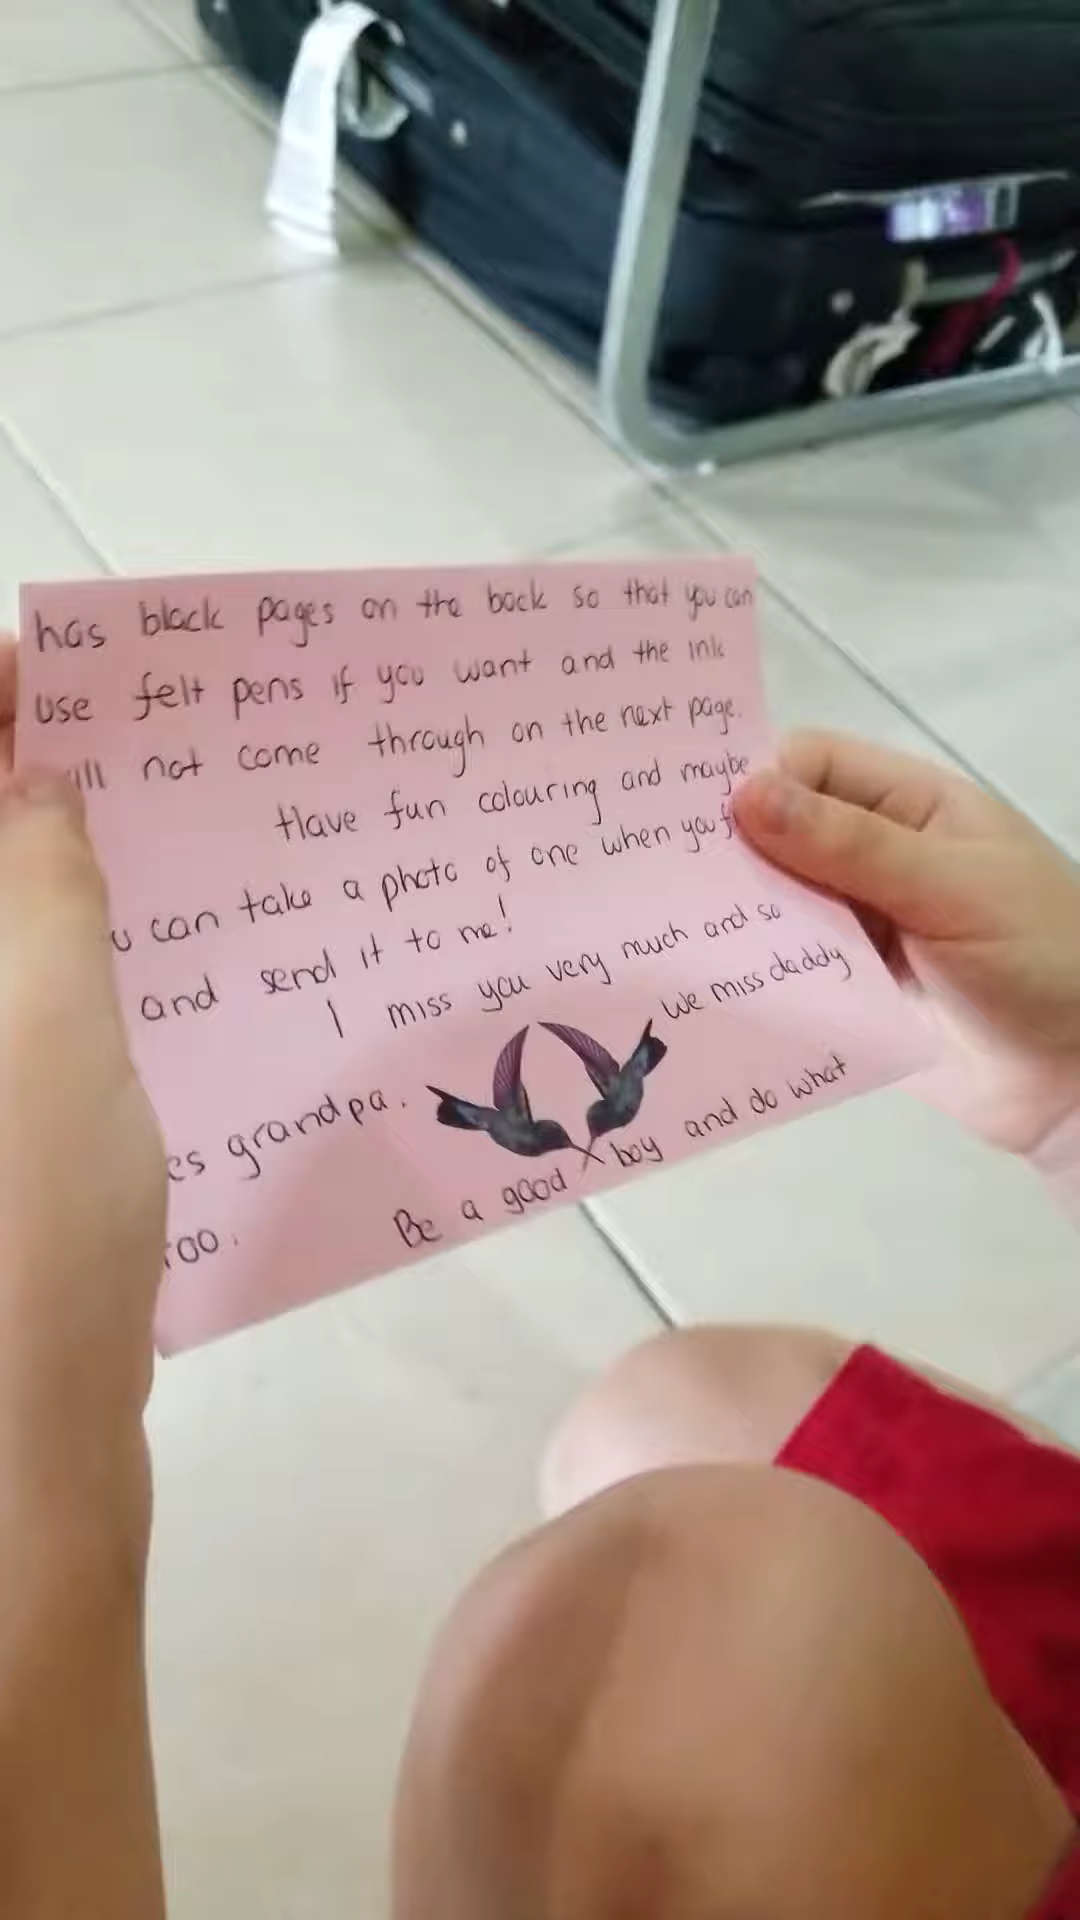 has black pages on the back so that you can
use felt pens if you want and the ink
ill not come through on the next page.
Have fun colouring and maybe
u can take a photo of one when you f
and send it to me!
I miss you very much and so
es grandpa. We miss daddy
too. Be a good boy and do what